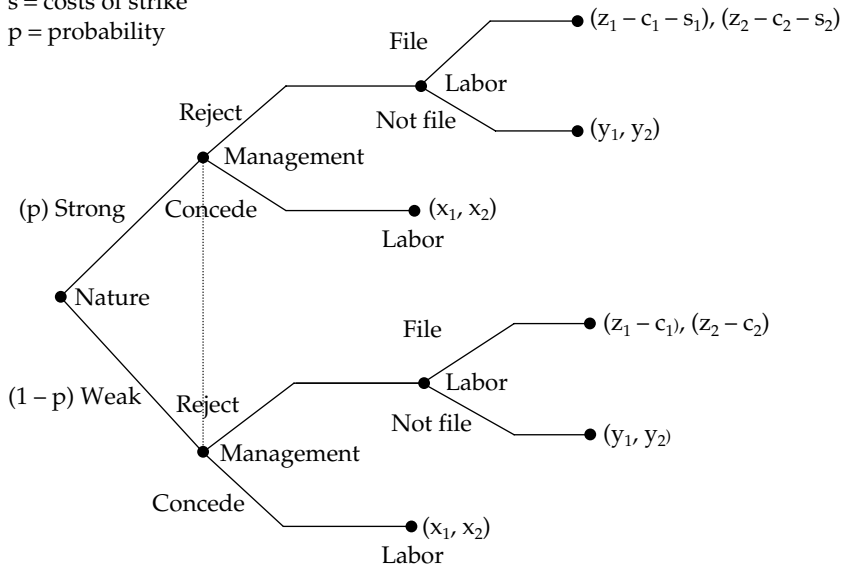 s = costs of strike
p = probability
File
(z₁ – c₁ – s₁), (z₂ – c₂ – s₂)
Labor
Reject
Not file
(y₁, y₂)
Management
(p) Strong
Concede
(x₁, x₂)
Labor
Nature
File
(z₁ – c₁), (z₂ – c₂)
(1 – p) Weak
Reject
Labor
Not file
(y₁, y₂)
Management
Concede
(x₁, x₂)
Labor